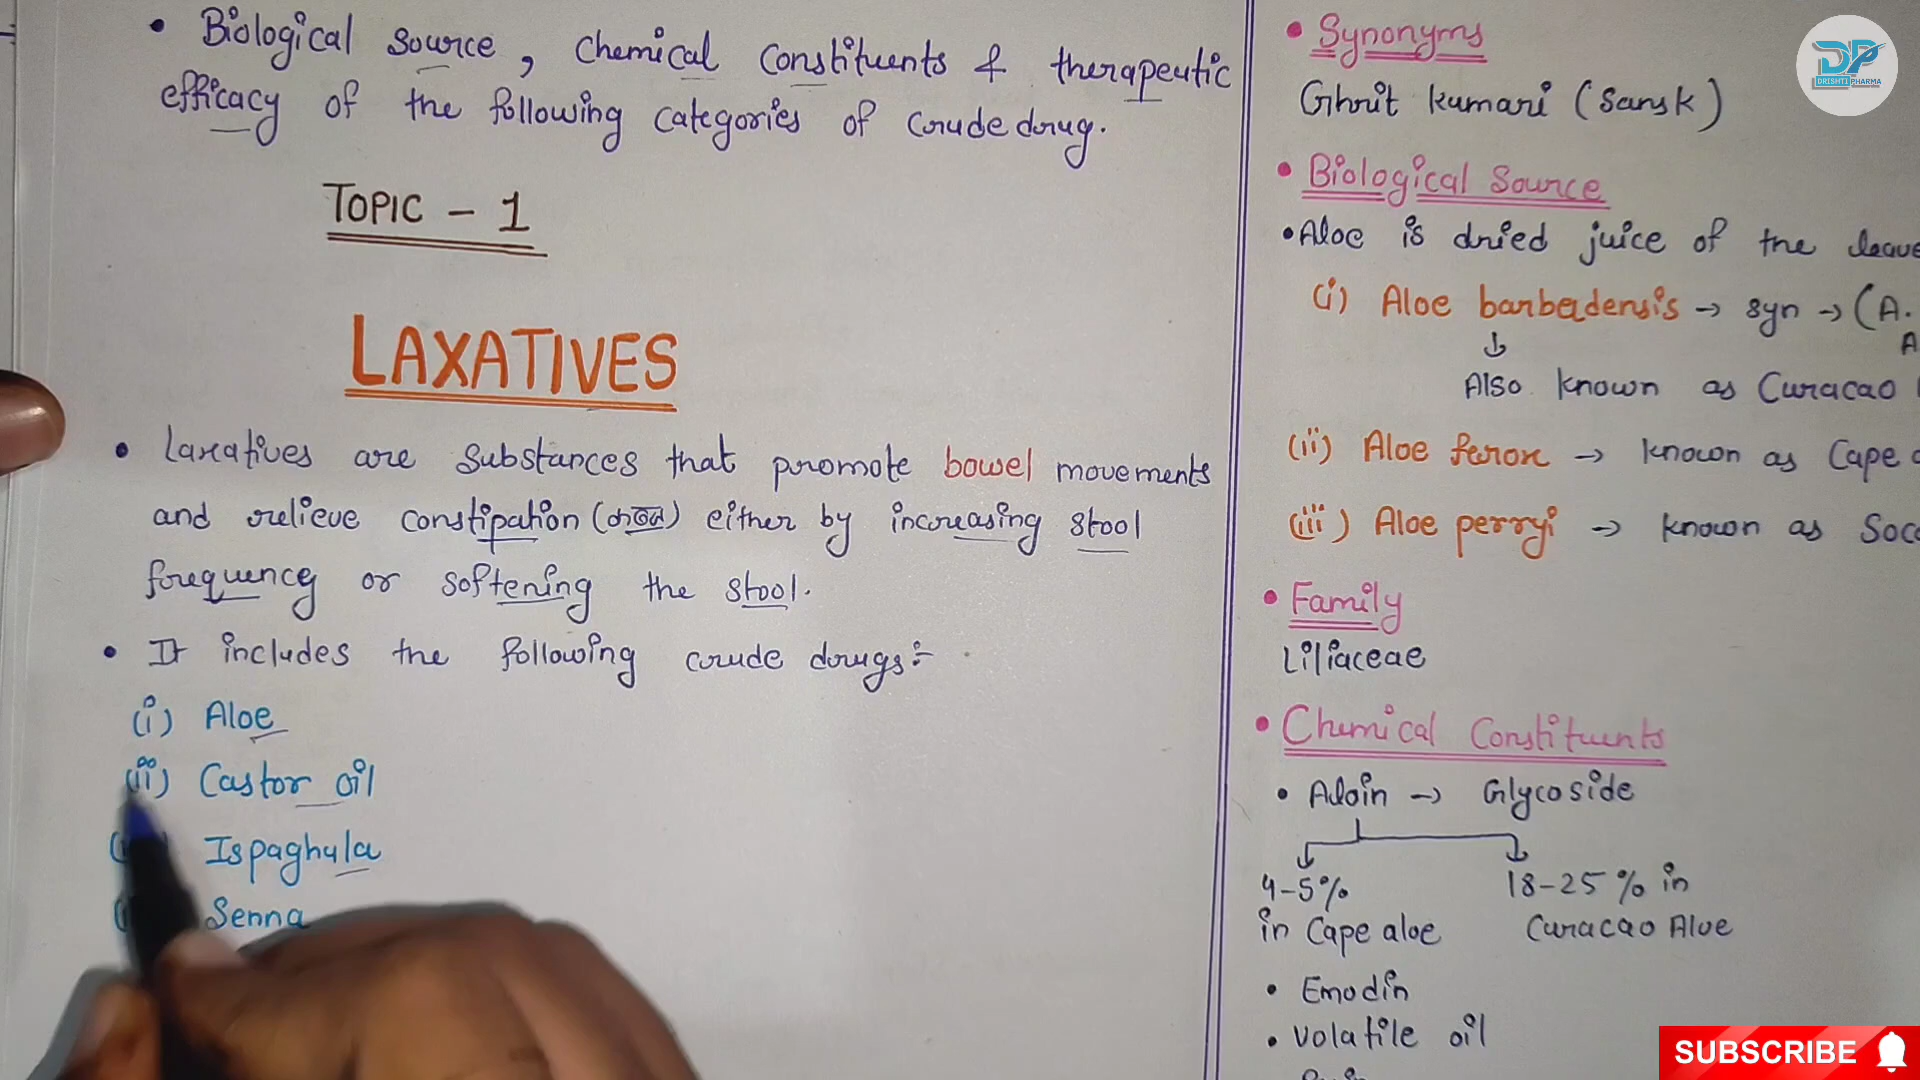 • Biological Source, Chemical Constituents & therapeutic
efficacy of the following categories of crude drug.
TOPIC - 1
LAXATIVES
• Laxatives are substances that promote bowel movements
and relieve constipation (कब्ज) either by increasing stool
frequency or softening the stool.
• It includes the following crude drugs:-
(i) Aloe
(ii) Castor oil
Ispaghula
Senna
• Synonyms
Ghrit kumari (Sansk)
• Biological Source
• Aloe is dried juice of the
(i) Aloe barbadensis → syn → (A.
Also known as Curacao
(ii) Aloe ferox → known as Cape
(iii) Aloe perryi → known as
• Family
Liliaceae
• Chemical Constituents
• Aloin → Glycoside
4-5% 18-25% in
in Cape aloe Curacao Aloe
• Emodin
• Volatile oil
DP
DRISHTI PHARMA
SUBSCRIBE